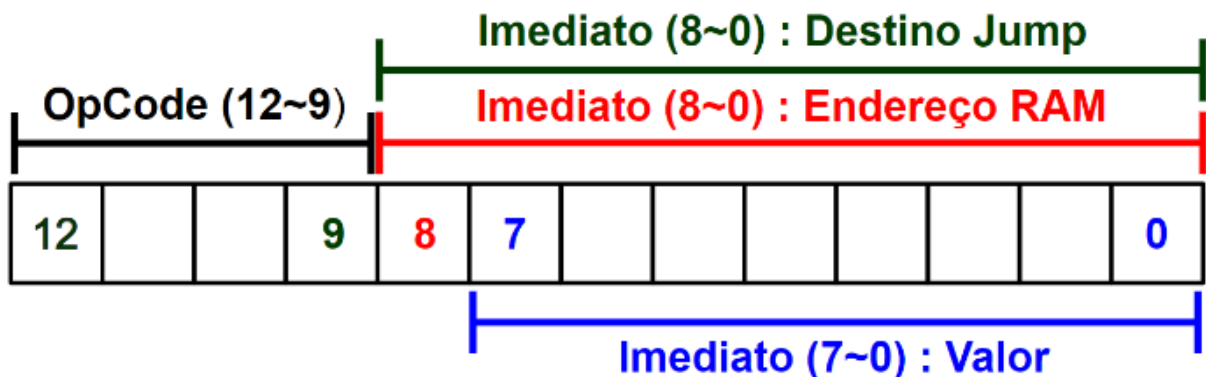 Imediato (8~0) : Destino Jump
OpCode (12~9)
Imediato (8~0) : Endereço RAM
12 9 8 7 0
Imediato (7~0) : Valor